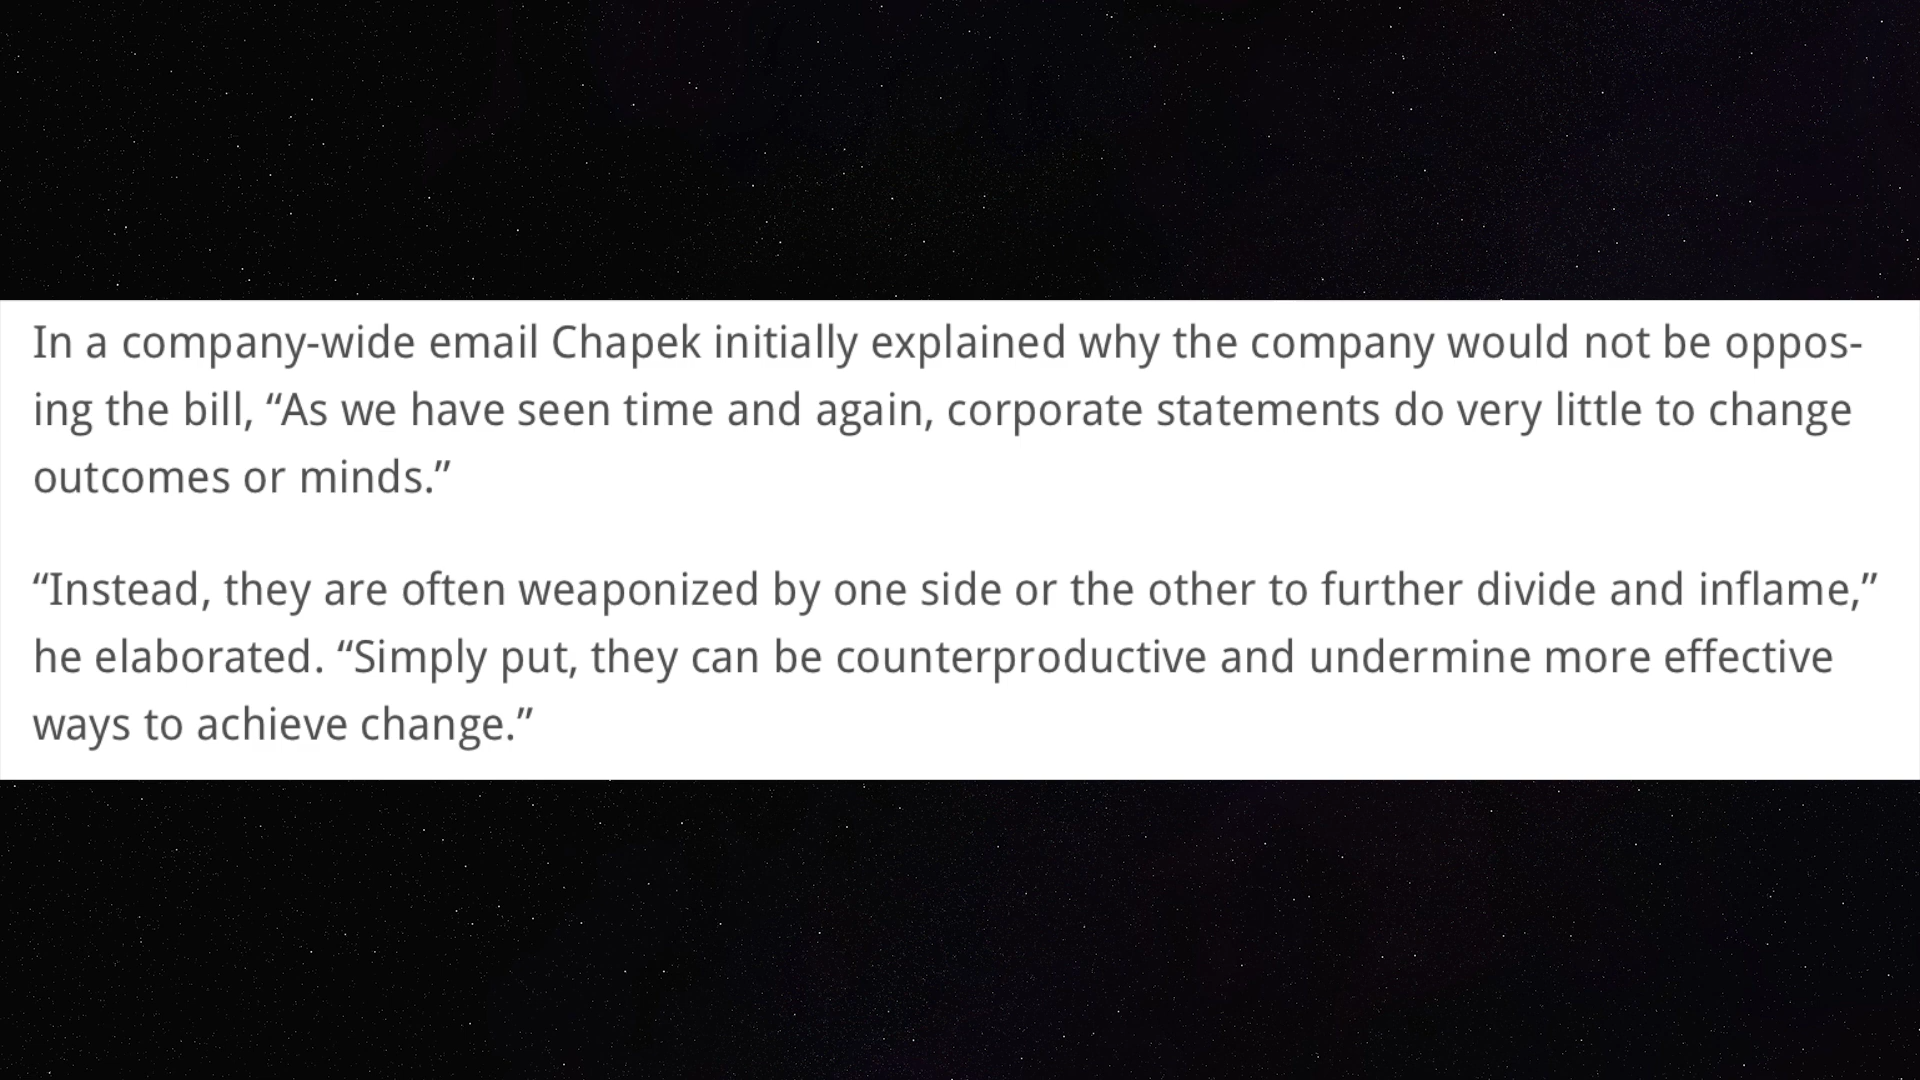 In a company-wide email Chapek initially explained why the company would not be oppos-
ing the bill, “As we have seen time and again, corporate statements do very little to change
outcomes or minds.”
“Instead, they are often weaponized by one side or the other to further divide and inflame,”
he elaborated. “Simply put, they can be counterproductive and undermine more effective
ways to achieve change.”